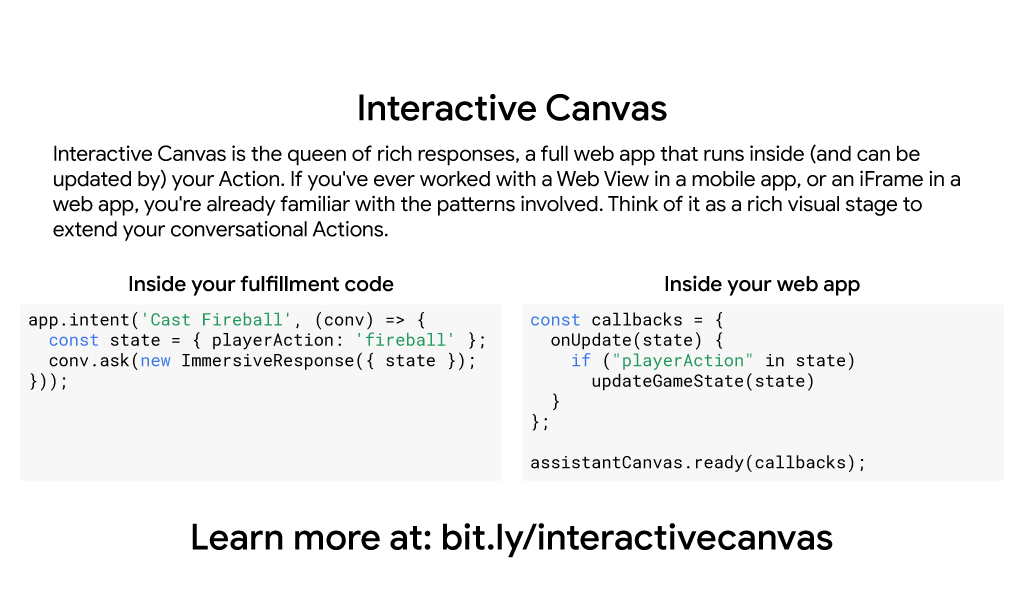 Interactive Canvas
Interactive Canvas is the queen of rich responses, a full web app that runs inside (and can be
updated by) your Action. If you've ever worked with a Web View in a mobile app, or an iFrame in a
web app, you're already familiar with the patterns involved. Think of it as a rich visual stage to
extend your conversational Actions.
Inside your fulfillment code
app.intent('Cast Fireball', (conv) => {
  const state = { playerAction: 'fireball' };
  conv.ask(new ImmersiveResponse({ state });
}));
Inside your web app
const callbacks = {
  onUpdate(state) {
    if ("playerAction" in state)
      updateGameState(state)
  }
};
assistantCanvas.ready(callbacks);
Learn more at: bit.ly/interactivecanvas